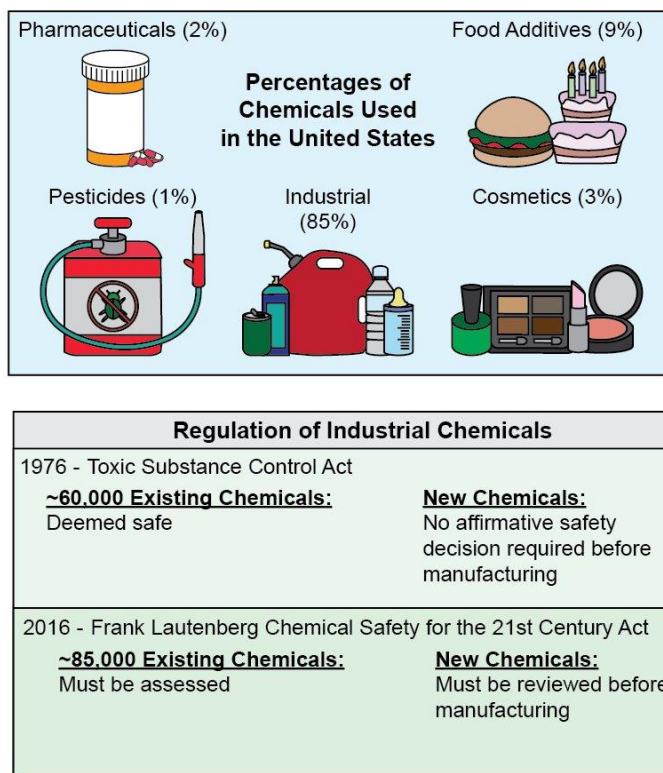 Pharmaceuticals (2%)
Food Additives (9%)
Percentages of
Chemicals Used
in the United States
Pesticides (1%)
Industrial
(85%)
Cosmetics (3%)
Regulation of Industrial Chemicals
1976 - Toxic Substance Control Act
~60,000 Existing Chemicals:
Deemed safe
New Chemicals:
No affirmative safety
decision required before
manufacturing
2016 - Frank Lautenberg Chemical Safety for the 21st Century Act
~85,000 Existing Chemicals:
Must be assessed
New Chemicals:
Must be reviewed before
manufacturing